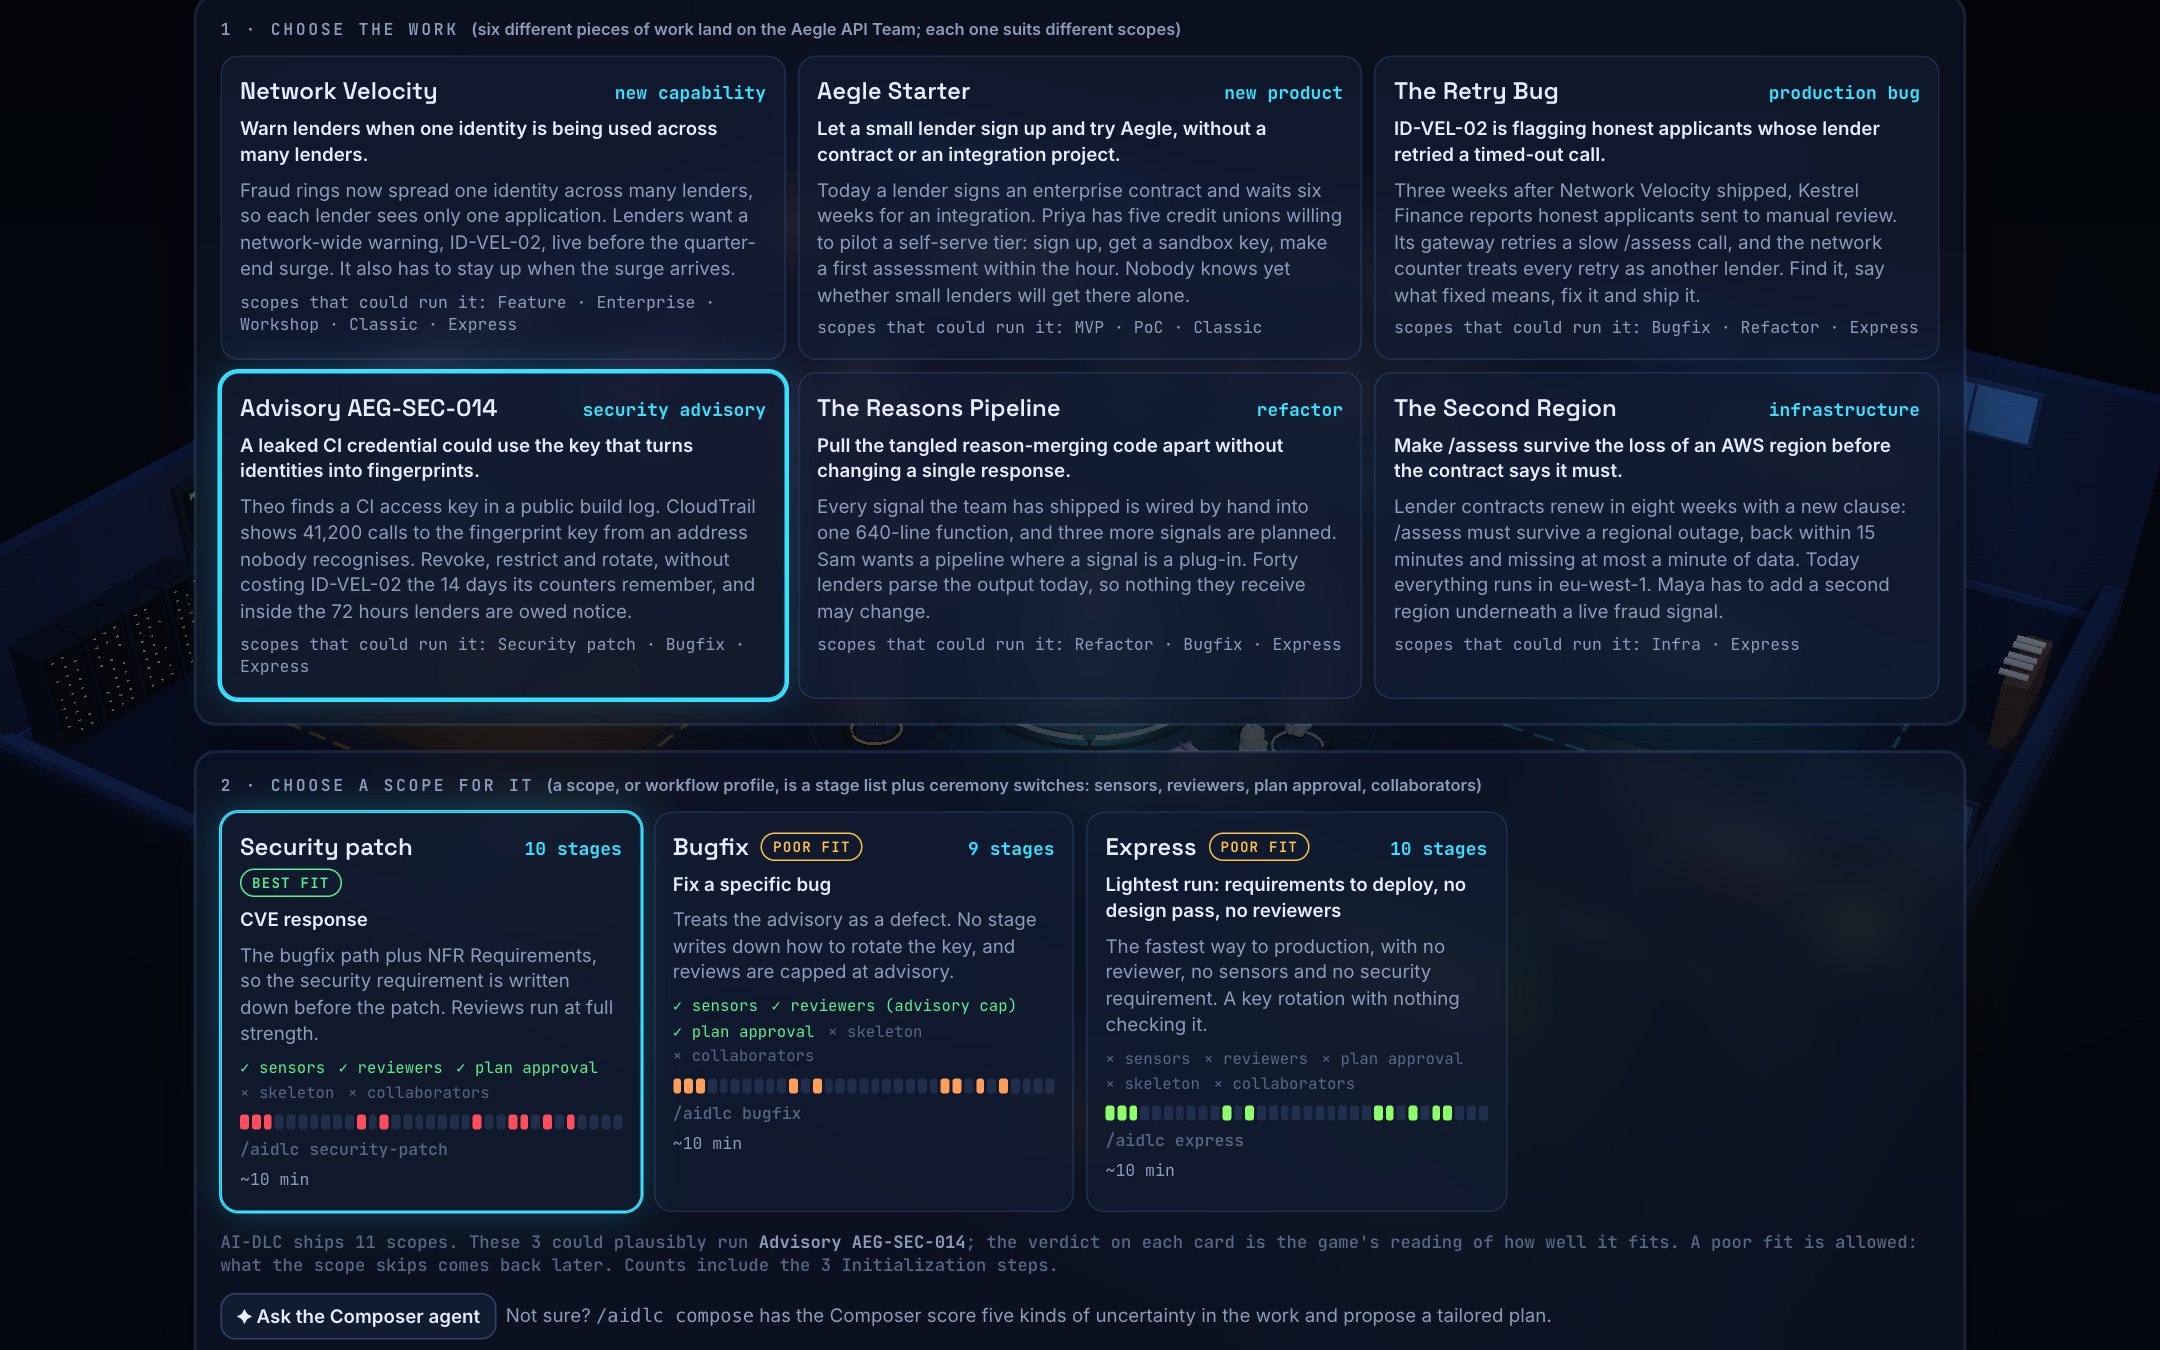 1 · CHOOSE THE WORK (six different pieces of work land on the Aegle API Team; each one suits different scopes)
Network Velocity new capability
Warn lenders when one identity is being used across
many lenders.
Fraud rings now spread one identity across many lenders,
so each lender sees only one application. Lenders want a
network-wide warning, ID-VEL-02, live before the quarter-
end surge. It also has to stay up when the surge arrives.
scopes that could run it: Feature · Enterprise ·
Workshop · Classic · Express
Aegle Starter new product
Let a small lender sign up and try Aegle, without a
contract or an integration project.
Today a lender signs an enterprise contract and waits six
weeks for an integration. Priya has five credit unions willing
to pilot a self-serve tier: sign up, get a sandbox key, make
a first assessment within the hour. Nobody knows yet
whether small lenders will get there alone.
scopes that could run it: MVP · PoC · Classic
The Retry Bug production bug
ID-VEL-02 is flagging honest applicants whose lender
retried a timed-out call.
Three weeks after Network Velocity shipped, Kestrel
Finance reports honest applicants sent to manual review.
Its gateway retries a slow /assess call, and the network
counter treats every retry as another lender. Find it, say
what fixed means, fix it and ship it.
scopes that could run it: Bugfix · Refactor · Express
Advisory AEG-SEC-014 security advisory
A leaked CI credential could use the key that turns
identities into fingerprints.
Theo finds a CI access key in a public build log. CloudTrail
shows 41,200 calls to the fingerprint key from an address
nobody recognises. Revoke, restrict and rotate, without
costing ID-VEL-02 the 14 days its counters remember, and
inside the 72 hours lenders are owed notice.
scopes that could run it: Security patch · Bugfix ·
Express
The Reasons Pipeline refactor
Pull the tangled reason-merging code apart without
changing a single response.
Every signal the team has shipped is wired by hand into
one 640-line function, and three more signals are planned.
Sam wants a pipeline where a signal is a plug-in. Forty
lenders parse the output today, so nothing they receive
may change.
scopes that could run it: Refactor · Bugfix · Express
The Second Region infrastructure
Make /assess survive the loss of an AWS region before
the contract says it must.
Lender contracts renew in eight weeks with a new clause:
/assess must survive a regional outage, back within 15
minutes and missing at most a minute of data. Today
everything runs in eu-west-1. Maya has to add a second
region underneath a live fraud signal.
scopes that could run it: Infra · Express
2 · CHOOSE A SCOPE FOR IT (a scope, or workflow profile, is a stage list plus ceremony switches: sensors, reviewers, plan approval, collaborators)
Security patch 10 stages
BEST FIT
CVE response
The bugfix path plus NFR Requirements,
so the security requirement is written
down before the patch. Reviews run at full
strength.
✓ sensors ✓ reviewers ✓ plan approval
× skeleton × collaborators
/aidlc security-patch
~10 min
Bugfix POOR FIT 9 stages
Fix a specific bug
Treats the advisory as a defect. No stage
writes down how to rotate the key, and
reviews are capped at advisory.
✓ sensors ✓ reviewers (advisory cap)
✓ plan approval × skeleton
× collaborators
/aidlc bugfix
~10 min
Express POOR FIT 10 stages
Lightest run: requirements to deploy, no
design pass, no reviewers
The fastest way to production, with no
reviewer, no sensors and no security
requirement. A key rotation with nothing
checking it.
× sensors × reviewers × plan approval
× skeleton × collaborators
/aidlc express
~10 min
AI-DLC ships 11 scopes. These 3 could plausibly run Advisory AEG-SEC-014; the verdict on each card is the game's reading of how well it fits. A poor fit is allowed:
what the scope skips comes back later. Counts include the 3 Initialization steps.
✦ Ask the Composer agent Not sure? /aidlc compose has the Composer score five kinds of uncertainty in the work and propose a tailored plan.